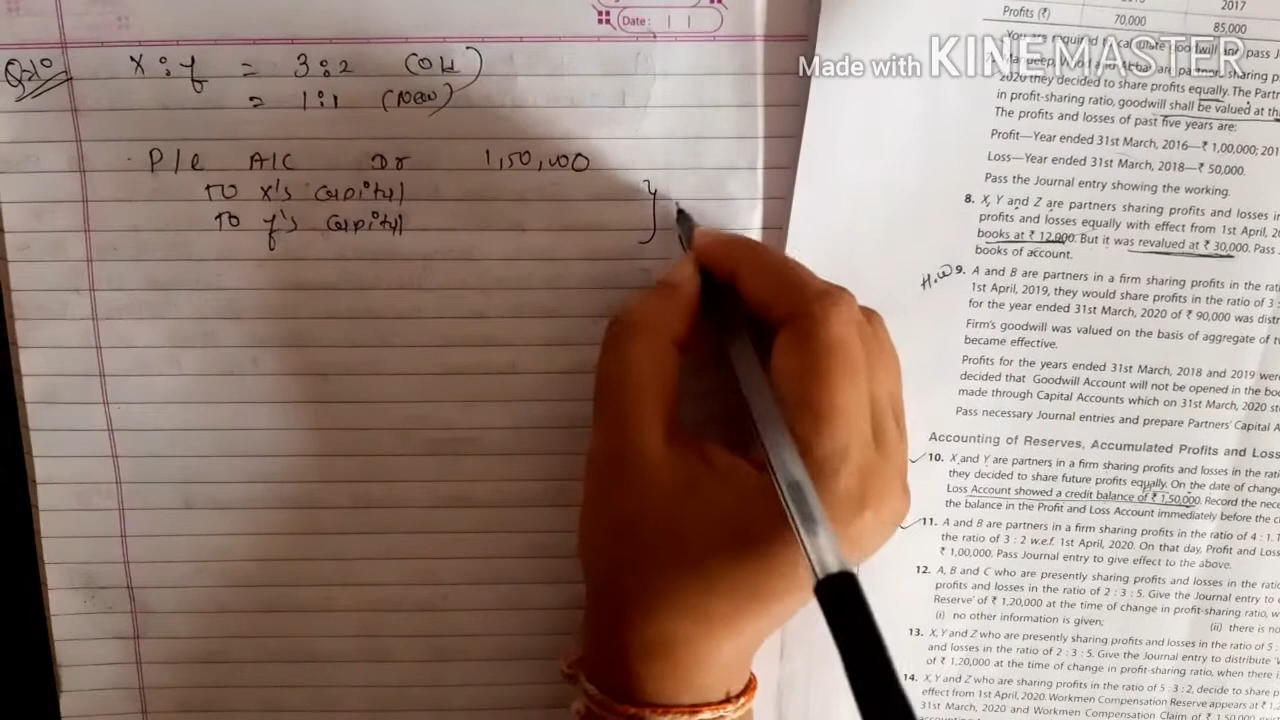 Date:
Made with KINEMASTER
Q-10 X : Y = 3:2 (Old)
= 1:1 (New)
P/L A/C Dr 1,50,000
To X's capital
To Y's capital
2017
Profits (₹) 70,000 85,000
You are required to calculate goodwill and pass J
are partners sharing p
2020 they decided to share profits equally. The Partn
in profit-sharing ratio, goodwill shall be valued at th
The profits and losses of past five years are:
Profit—Year ended 31st March, 2016—₹ 1,00,000; 201
Loss—Year ended 31st March, 2018—₹ 50,000.
Pass the Journal entry showing the working.
8. X, Y and Z are partners sharing profits and losses in
profits and losses equally with effect from 1st April, 20
books at ₹ 12,000. But it was revalued at ₹ 30,000. Pass
books of account.
H.W 9. A and B are partners in a firm sharing profits in the rati
1st April, 2019, they would share profits in the ratio of 3
for the year ended 31st March, 2020 of ₹ 90,000 was distr
Firm's goodwill was valued on the basis of aggregate of t
became effective.
Profits for the years ended 31st March, 2018 and 2019 were
decided that Goodwill Account will not be opened in the bo
made through Capital Accounts which on 31st March, 2020 st
Pass necessary Journal entries and prepare Partners' Capital A
Accounting of Reserves, Accumulated Profits and Loss
10. X and Y are partners in a firm sharing profits and losses in the rati
they decided to share future profits equally. On the date of chang
Loss Account showed a credit balance of ₹ 1,50,000. Record the nece
the balance in the Profit and Loss Account immediately before the c
11. A and B are partners in a firm sharing profits in the ratio of 4 : 1.
the ratio of 3 : 2 w.e.f. 1st April, 2020. On that day, Profit and Loss
₹ 1,00,000. Pass Journal entry to give effect to the above.
12. A, B and C who are presently sharing profits and losses in the rati
profits and losses in the ratio of 2 : 3 : 5. Give the Journal entry to
Reserve' of ₹ 1,20,000 at the time of change in profit-sharing ratio, w
(i) no other information is given; (ii) there is no
13. X, Y and Z who are presently sharing profits and losses in the ratio of 5 :
and losses in the ratio of 2 : 3 : 5. Give the Journal entry to distribute
of ₹ 1,20,000 at the time of change in profit-sharing ratio, when there i
14. X, Y and Z who are sharing profits in the ratio of 5 : 3 : 2, decide to share p
effect from 1st April, 2020. Workmen Compensation Reserve appears at ₹ 1,
31st March, 2020 and Workmen Compensation Claim of ₹ 1,50,000